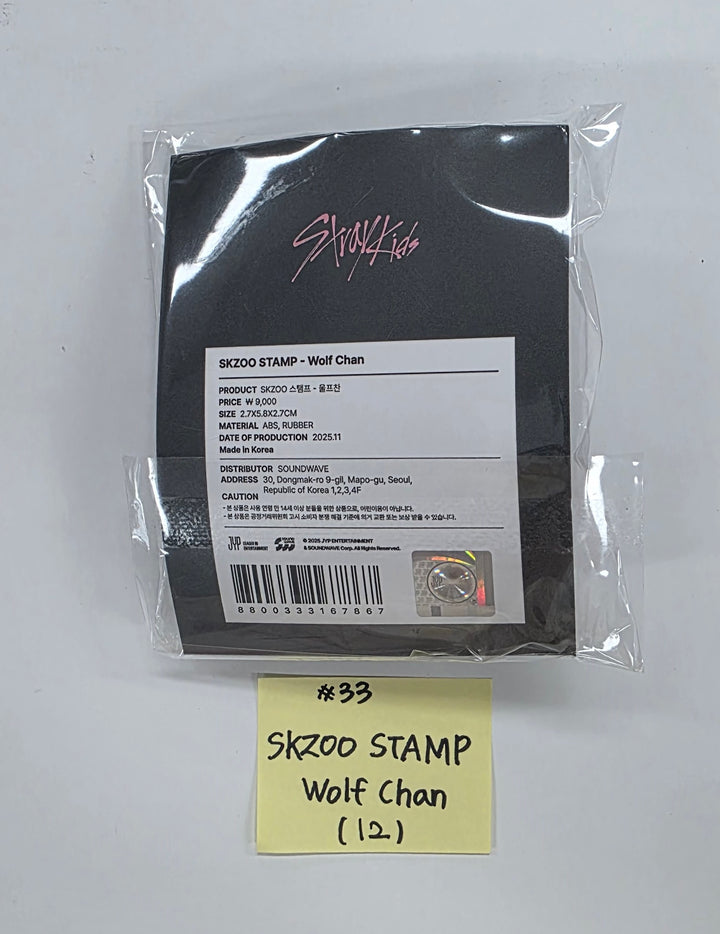 Stray Kids
SKZOO STAMP - Wolf Chan
PRODUCT SKZOO 스탬프 - 울프찬
PRICE ₩ 9,000
SIZE 2.7X5.8X2.7CM
MATERIAL ABS, RUBBER
DATE OF PRODUCTION 2025.11
Made in Korea
DISTRIBUTOR SOUNDWAVE
ADDRESS 30, Dongmak-ro 9-gil, Mapo-gu, Seoul,
Republic of Korea 1,2,3,4F
CAUTION
- 본 상품은 사용 연령 만 14세 이상 분들을 위한 상품으로, 어린이용이 아닙니다.
- 본 상품은 공정거래위원회 고시 소비자 분쟁 해결 기준에 의거 교환 또는 보상 받을 수 있습니다.
JYP LEADER IN
ENTERTAINMENT
© 2025 JYP ENTERTAINMENT
& SOUNDWAVE Corp. All Rights Reserved.
8800333167867
#33
SKZOO STAMP
Wolf Chan
(12)